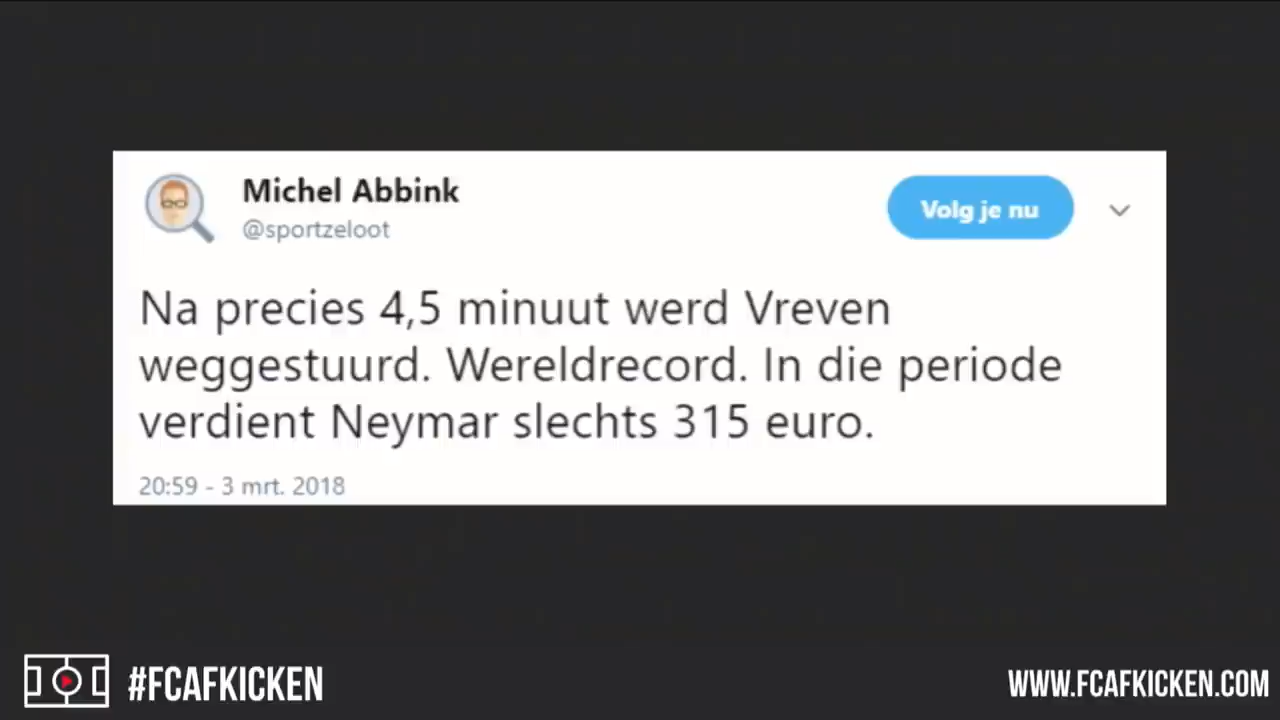 Michel Abbink
@sportzeloot
Volg je nu
Na precies 4,5 minuut werd Vreven
weggestuurd. Wereldrecord. In die periode
verdient Neymar slechts 315 euro.
20:59 - 3 mrt. 2018
#FCAFKICKEN
WWW.FCAFKICKEN.COM